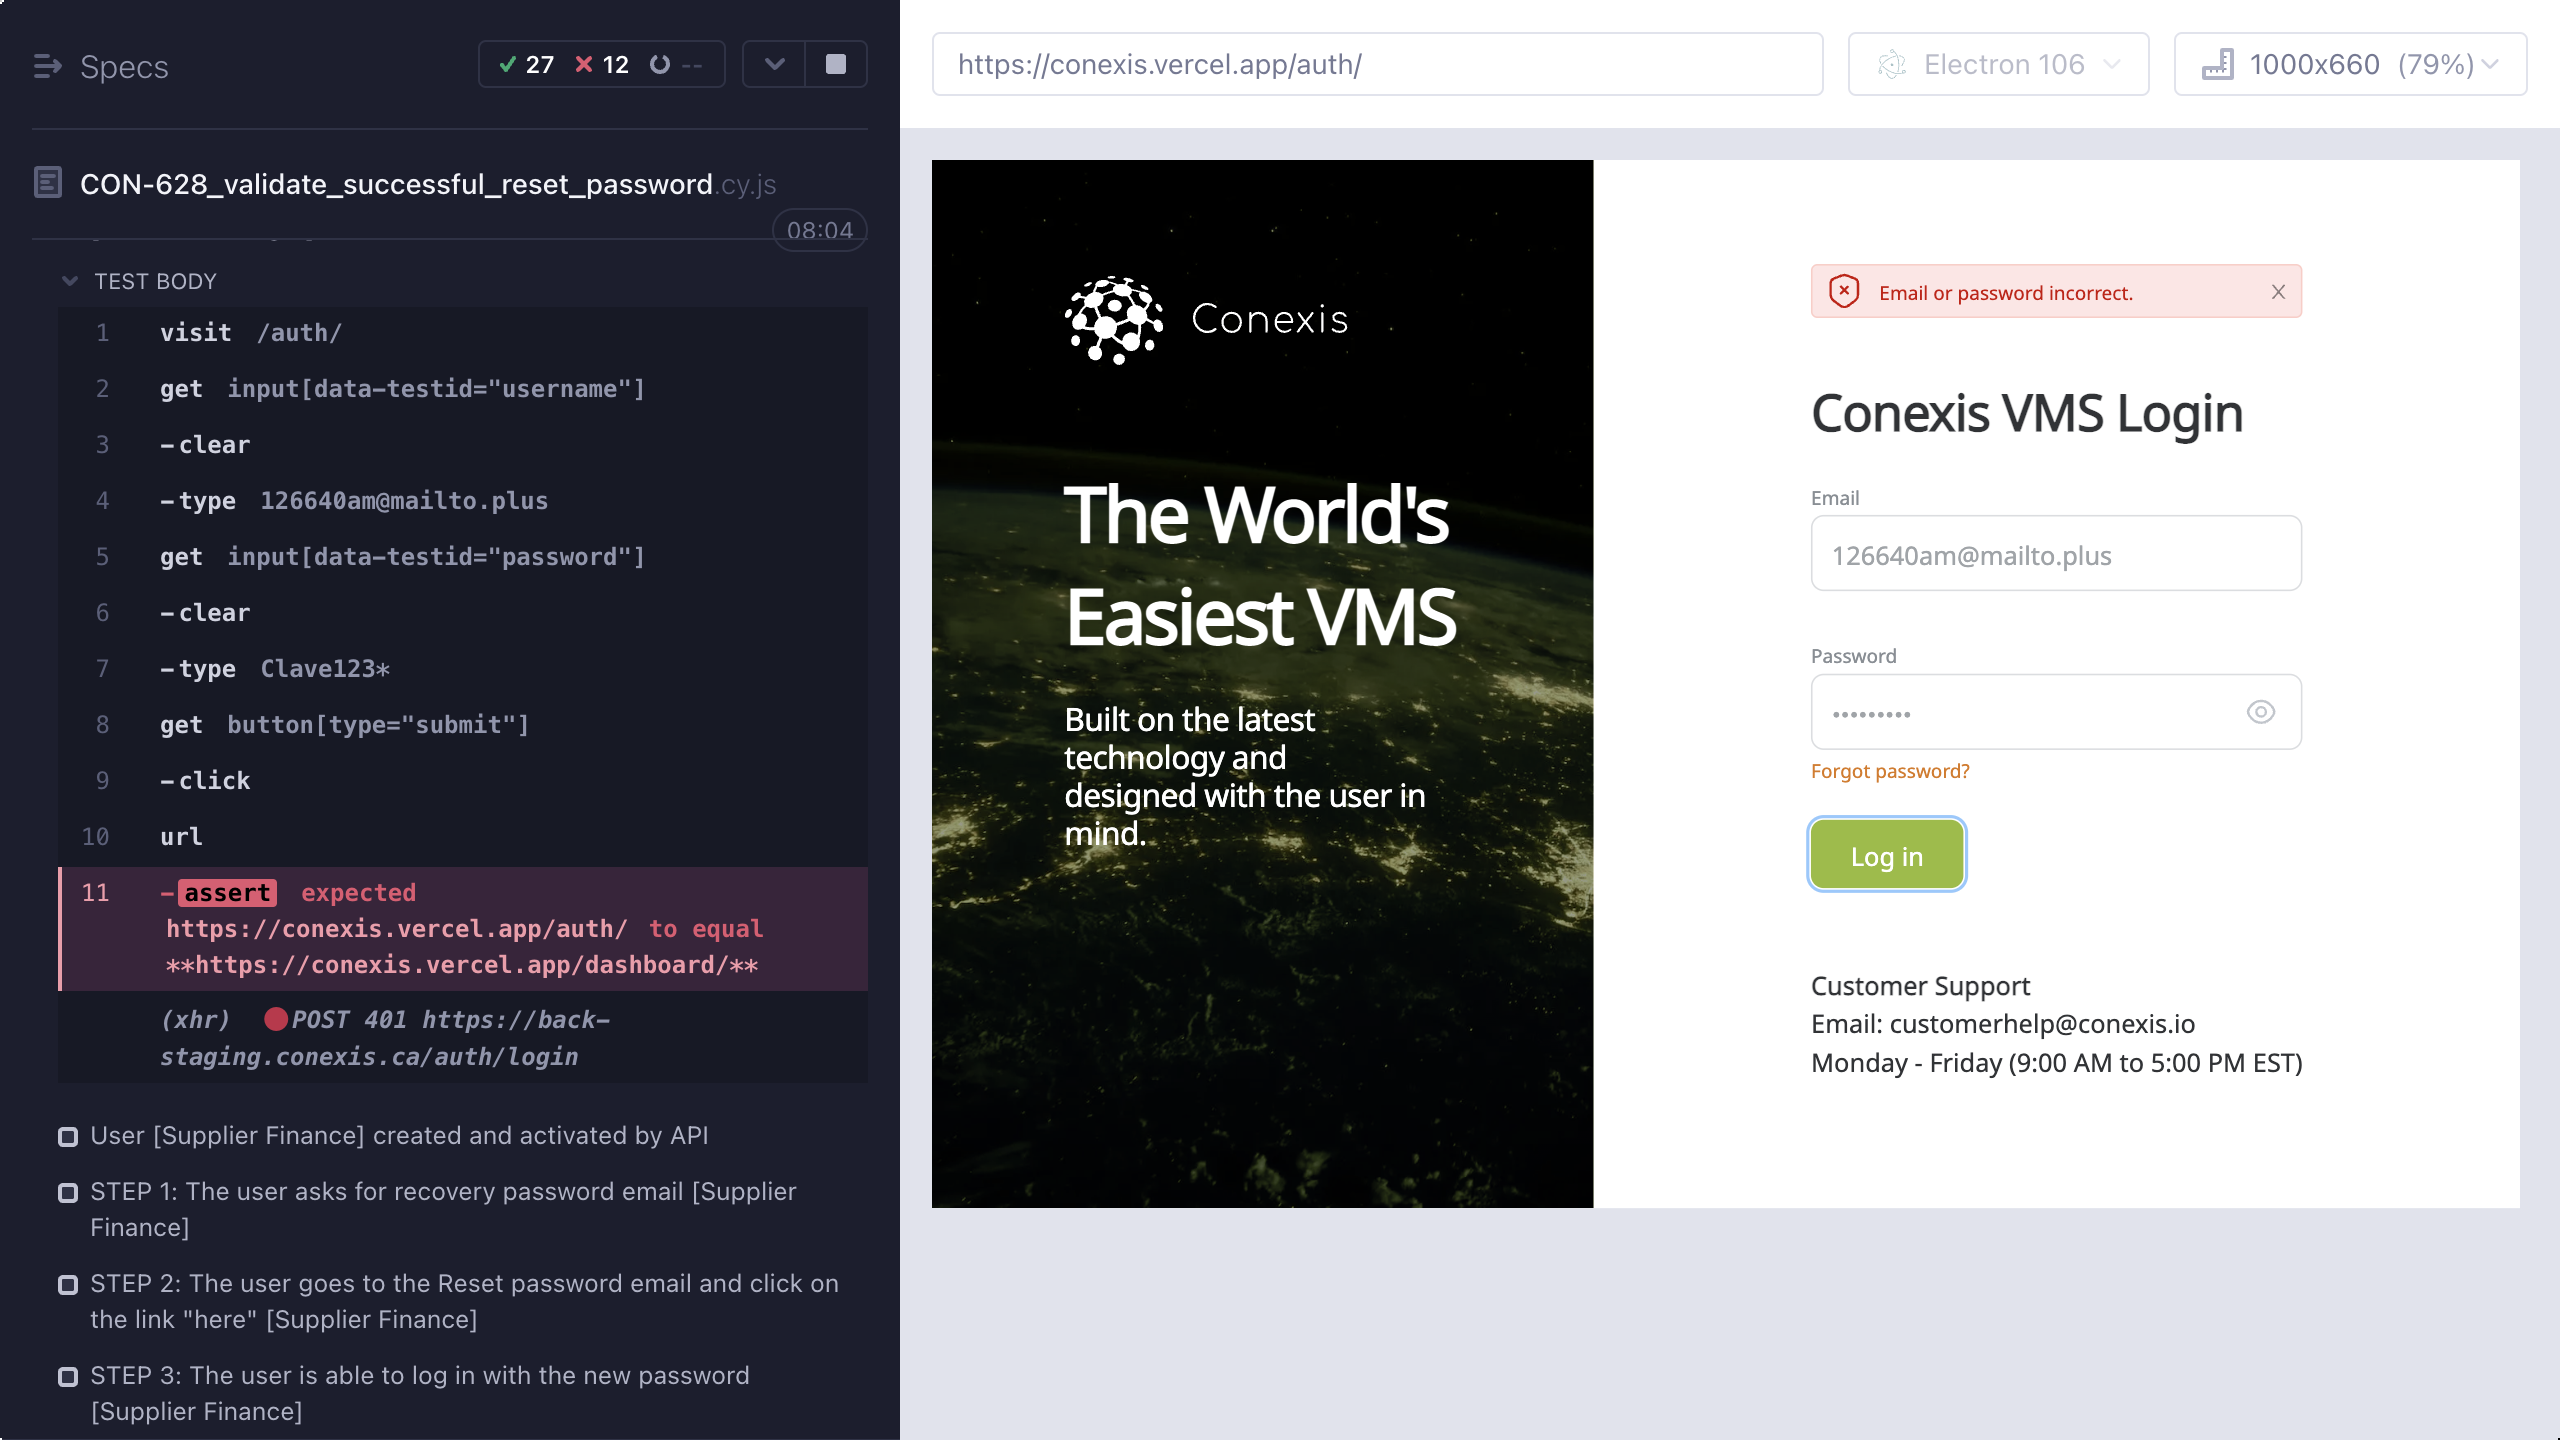 Specs
27 12 --
CON-628_validate_successful_reset_password.cy.js
08:04
TEST BODY
1 visit /auth/
2 get input[data-testid="username"]
3 -clear
4 -type 126640am@mailto.plus
5 get input[data-testid="password"]
6 -clear
7 -type Clave123*
8 get button[type="submit"]
9 -click
10 url
11 -assert expected
https://conexis.vercel.app/auth/ to equal
**https://conexis.vercel.app/dashboard/**
(xhr) POST 401 https://back-
staging.conexis.ca/auth/login
User [Supplier Finance] created and activated by API
STEP 1: The user asks for recovery password email [Supplier
Finance]
STEP 2: The user goes to the Reset password email and click on
the link "here" [Supplier Finance]
STEP 3: The user is able to log in with the new password
[Supplier Finance]
https://conexis.vercel.app/auth/
Electron 106
1000x660 (79%)
Conexis
The World's
Easiest VMS
Built on the latest
technology and
designed with the user in
mind.
Email or password incorrect.
Conexis VMS Login
Email
126640am@mailto.plus
Password
•••••••••
Forgot password?
Log in
Customer Support
Email: customerhelp@conexis.io
Monday - Friday (9:00 AM to 5:00 PM EST)